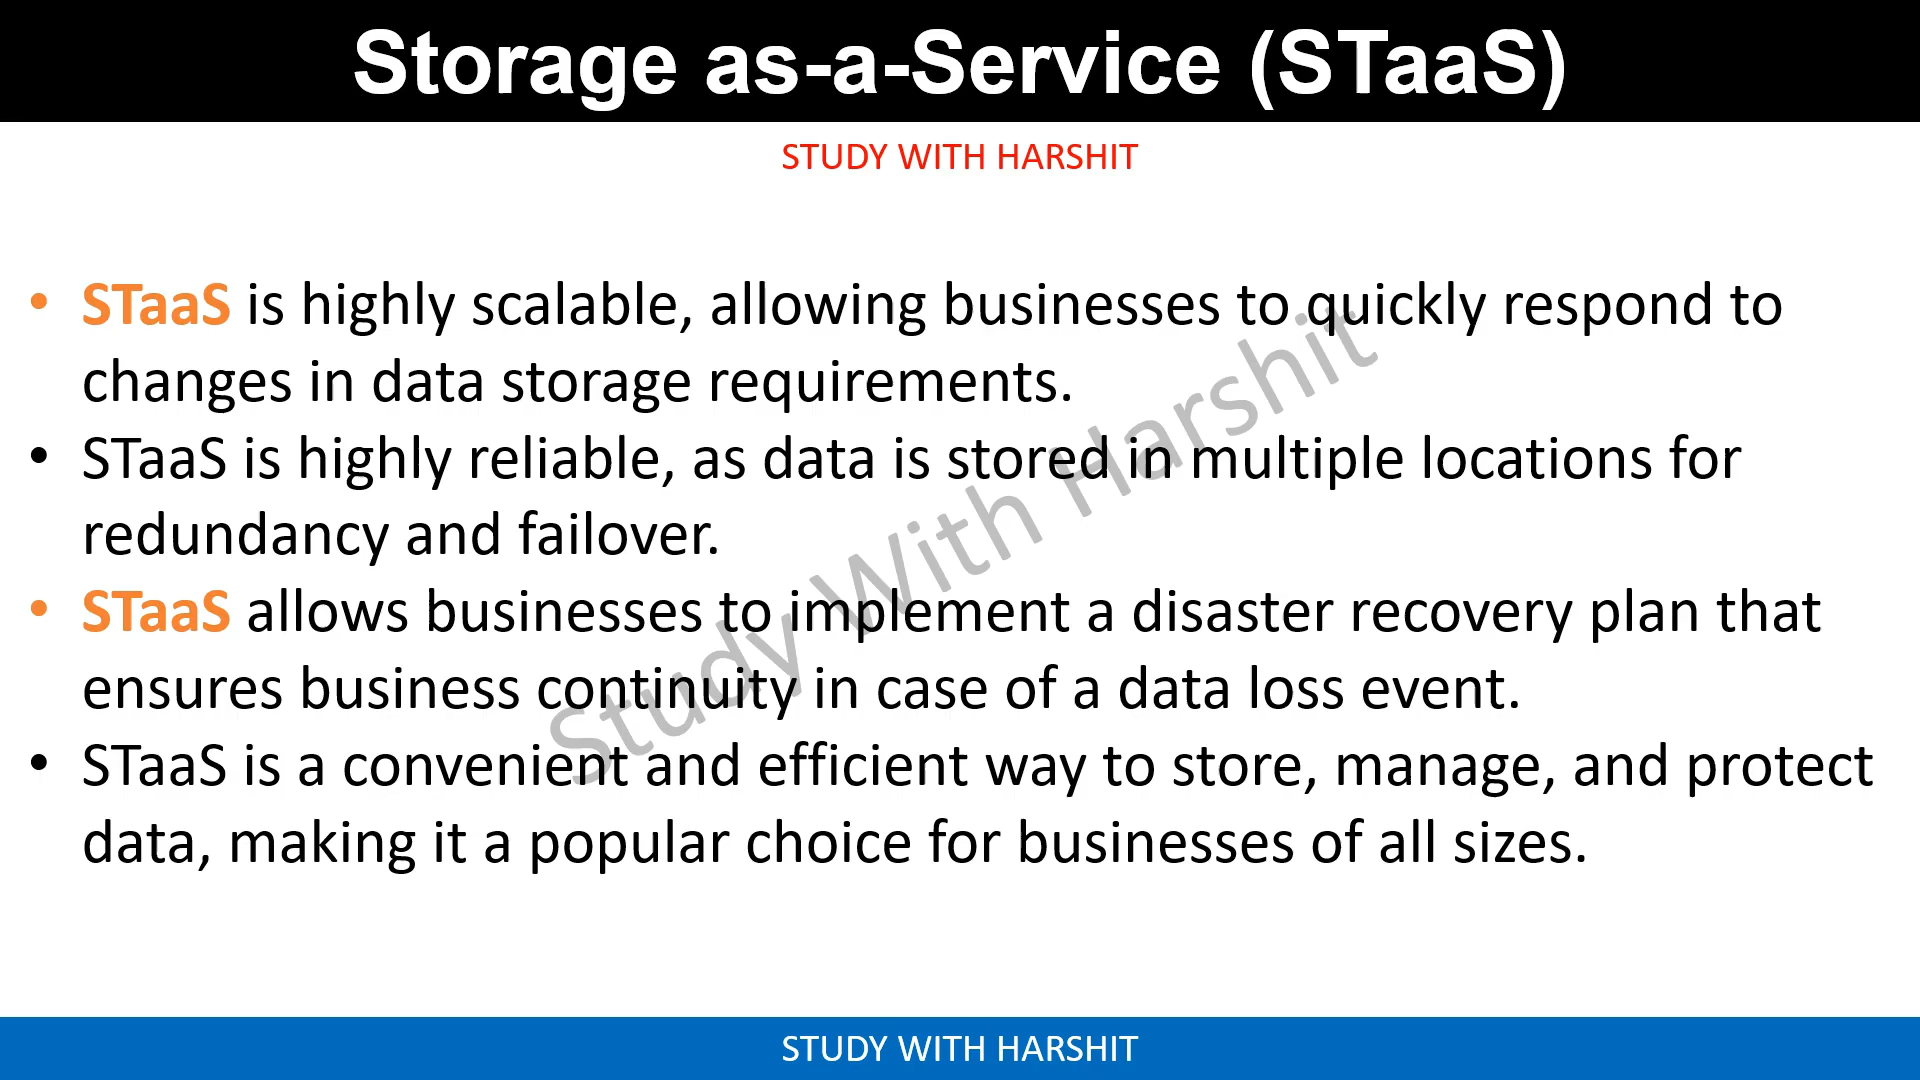 Storage as-a-Service (STaaS)
STUDY WITH HARSHIT
• STaaS is highly scalable, allowing businesses to quickly respond to
changes in data storage requirements.
• STaaS is highly reliable, as data is stored in multiple locations for
redundancy and failover.
• STaaS allows businesses to implement a disaster recovery plan that
ensures business continuity in case of a data loss event.
• STaaS is a convenient and efficient way to store, manage, and protect
data, making it a popular choice for businesses of all sizes.
Study With Harshit
STUDY WITH HARSHIT